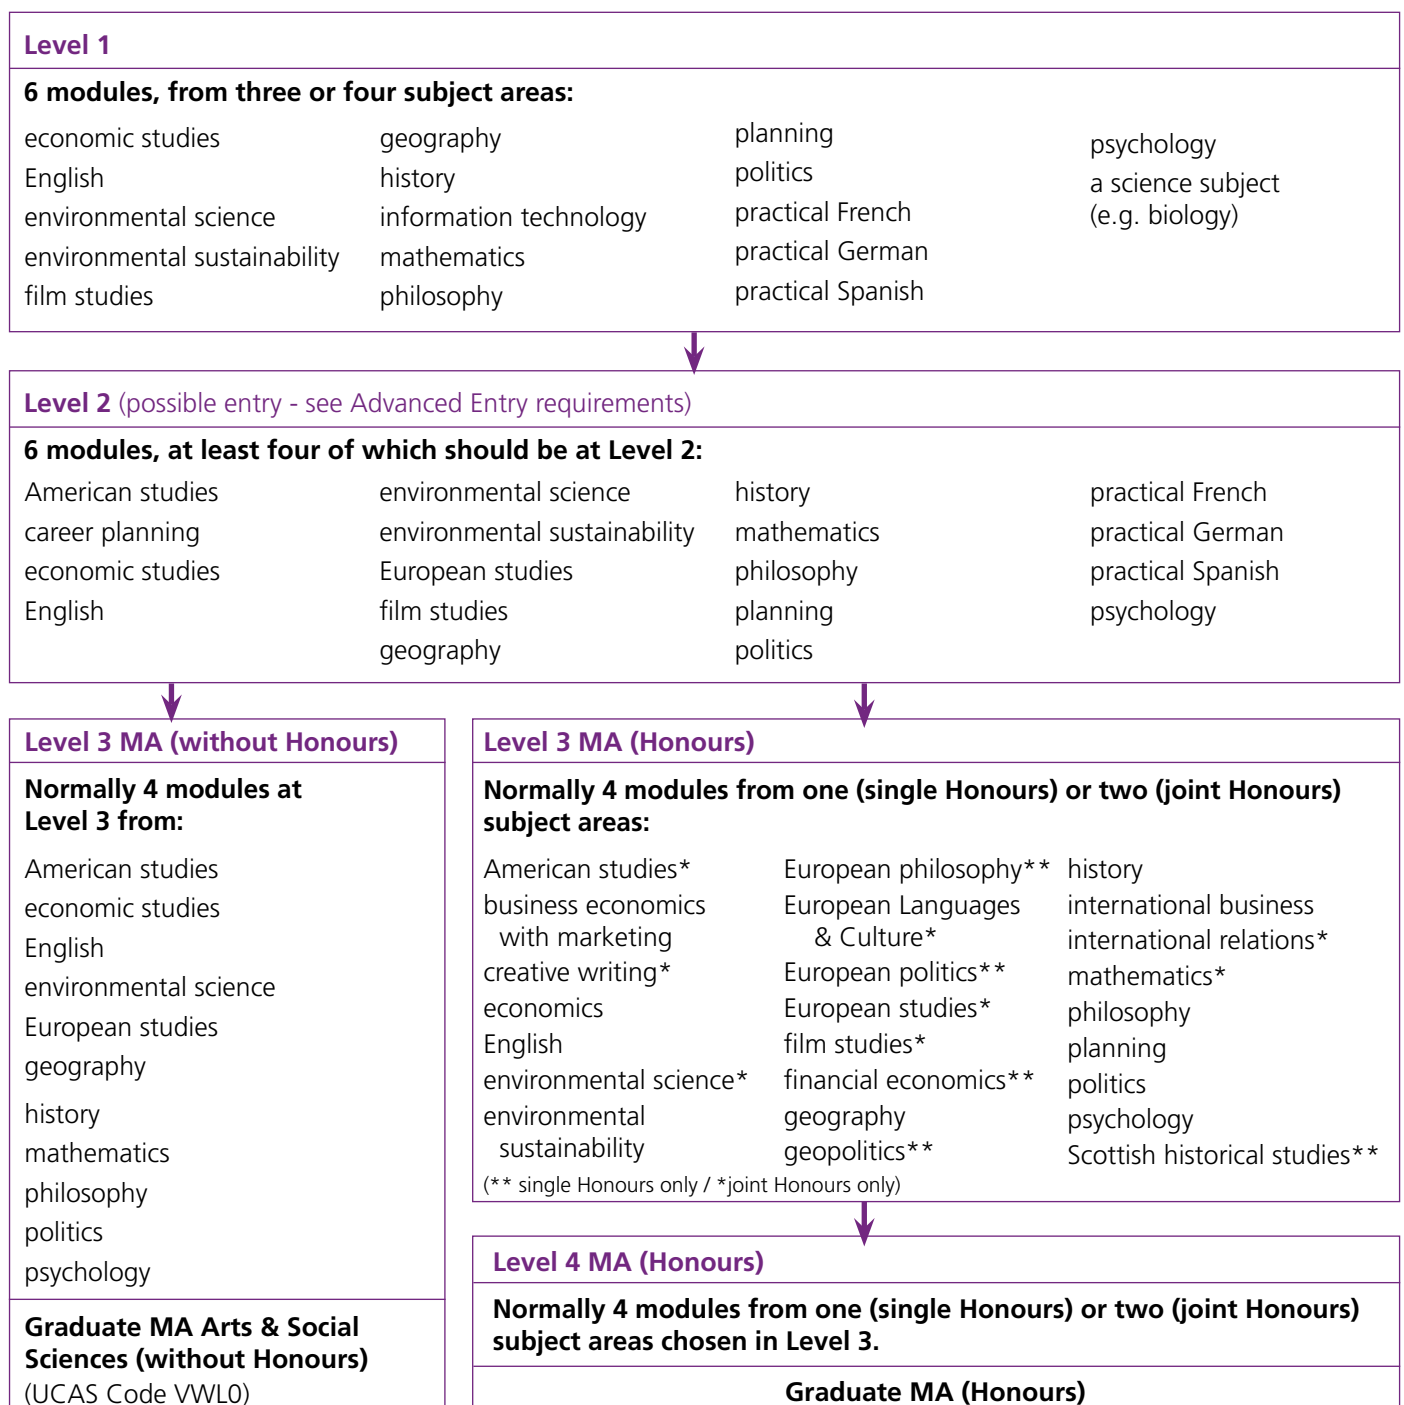 Level 1
6 modules, from three or four subject areas:
economic studies
English
environmental science
environmental sustainability
film studies
geography
history
information technology
mathematics
philosophy
planning
politics
practical French
practical German
practical Spanish
psychology
a science subject
(e.g. biology)
Level 2 (possible entry - see Advanced Entry requirements)
6 modules, at least four of which should be at Level 2:
American studies
career planning
economic studies
English
environmental science
environmental sustainability
European studies
film studies
geography
history
mathematics
philosophy
planning
politics
practical French
practical German
practical Spanish
psychology
Level 3 MA (without Honours)
Normally 4 modules at
Level 3 from:
American studies
economic studies
English
environmental science
European studies
geography
history
mathematics
philosophy
politics
psychology
Graduate MA Arts & Social
Sciences (without Honours)
(UCAS Code VWL0)
Level 3 MA (Honours)
Normally 4 modules from one (single Honours) or two (joint Honours)
subject areas:
American studies*
business economics
with marketing
creative writing*
economics
English
environmental science*
environmental
sustainability
European philosophy**
European Languages
& Culture*
European politics**
European studies*
film studies*
financial economics**
geography
geopolitics**
history
international business
international relations*
mathematics*
philosophy
planning
politics
psychology
Scottish historical studies**
(** single Honours only / *joint Honours only)
Level 4 MA (Honours)
Normally 4 modules from one (single Honours) or two (joint Honours)
subject areas chosen in Level 3.
Graduate MA (Honours)